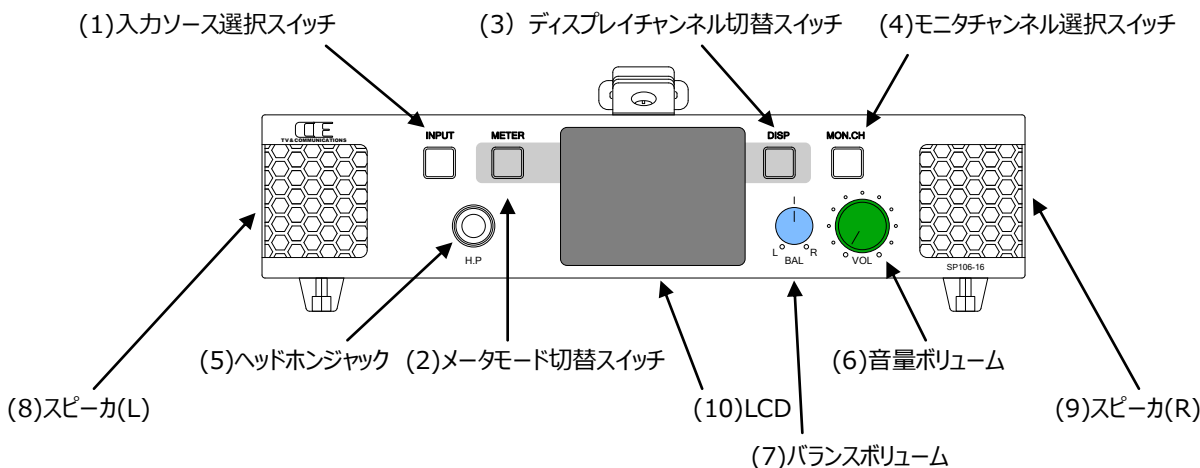 (1)入力ソース選択スイッチ
(3) ディスプレイチャンネル切替スイッチ
(4)モニタチャンネル選択スイッチ
TV&COMMUNICATIONS
INPUT
METER
DISP
MON.CH
H.P
L
R
BAL
VOL
SP106-16
(5)ヘッドホンジャック
(2)メータモード切替スイッチ
(6)音量ボリューム
(8)スピーカ(L)
(10)LCD
(9)スピーカ(R)
(7)バランスボリューム